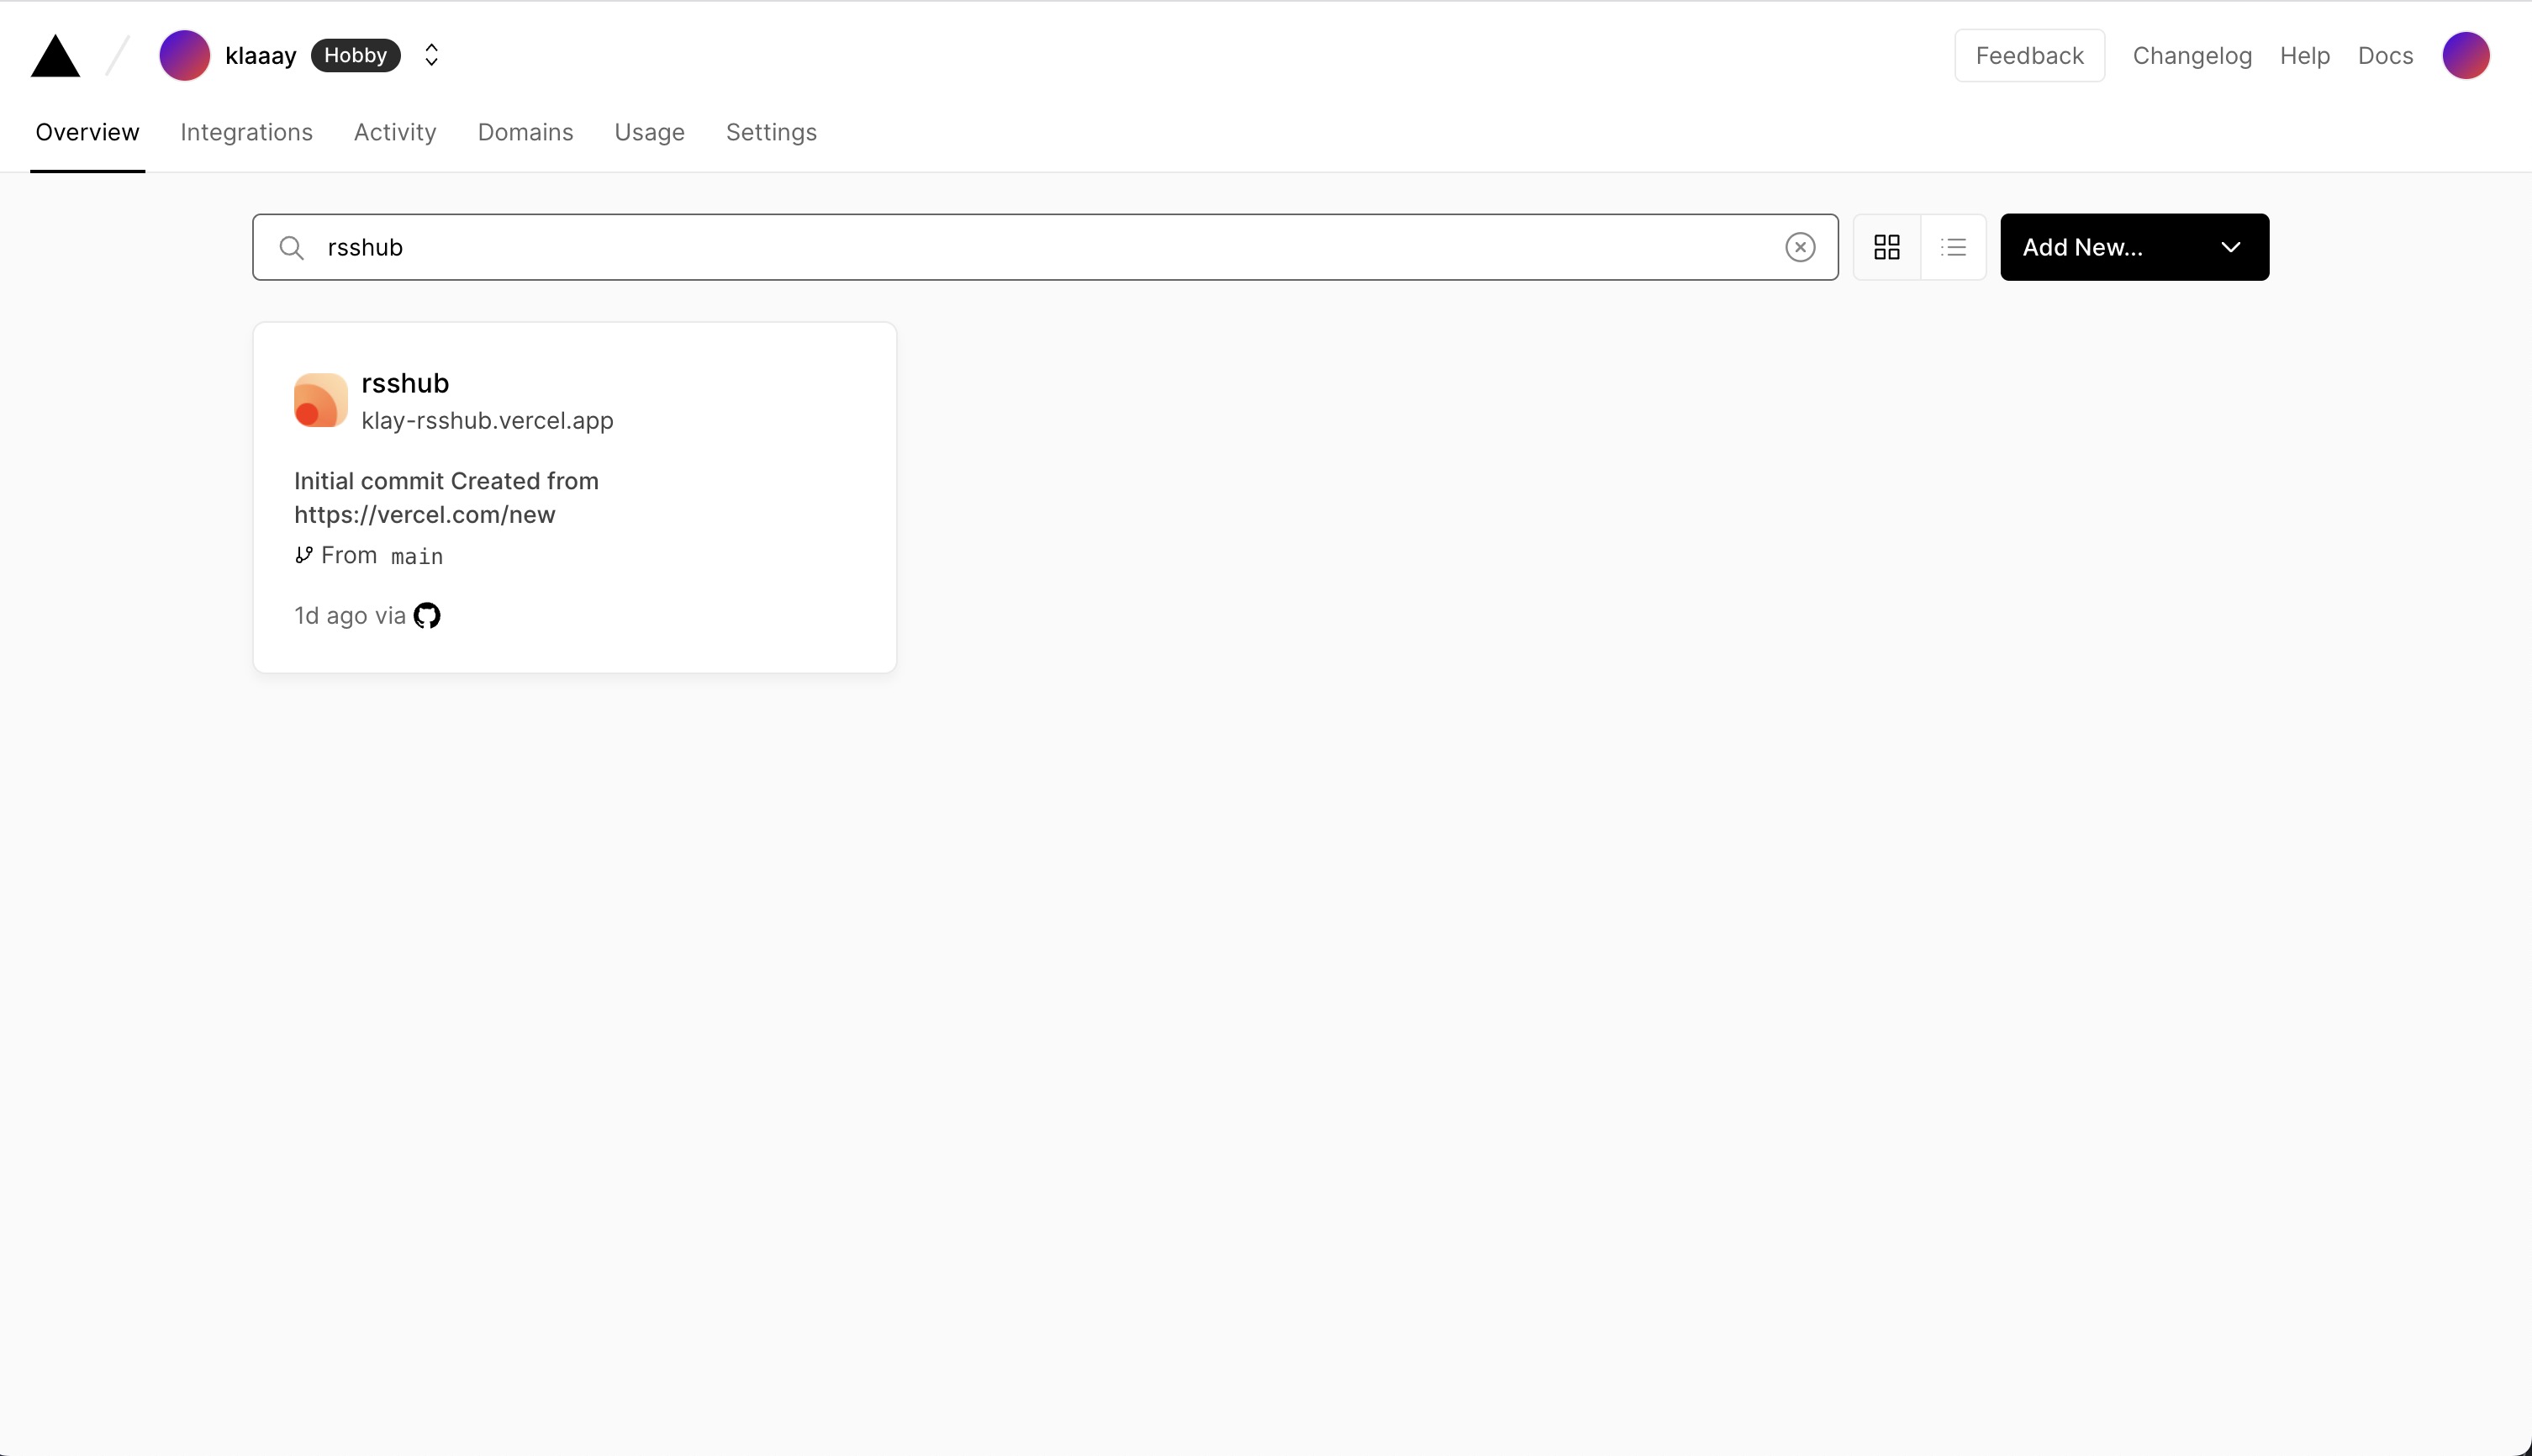 klaaay Hobby Feedback Changelog Help Docs
Overview Integrations Activity Domains Usage Settings
rsshub Add New...
rsshub
klay-rsshub.vercel.app
Initial commit Created from
https://vercel.com/new
From main
1d ago via